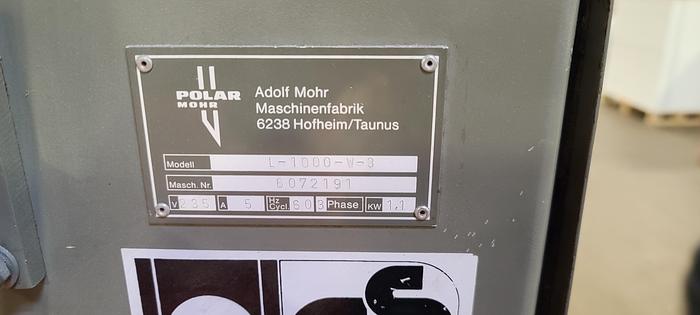 POLAR
MOHR
Adolf Mohr
Maschinenfabrik
6238 Hofheim/Taunus
Modell L-1000-W-3
Masch. Nr. 6072191
V 235 A 5 Hz Cycl. 60 3 Phase KW 1,1